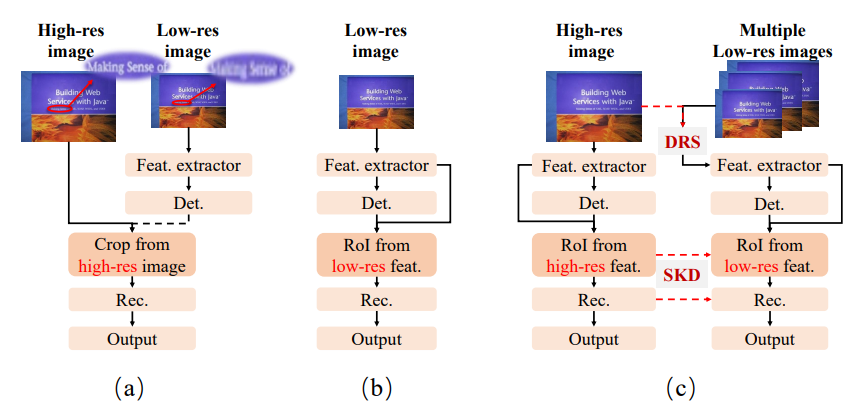 High-res
image
Low-res
image
Making Sense of
Making Sense of
Building Web
Services with Java
Building Web
Services with Java
Feat. extractor
Det.
Crop from
high-res image
Rec.
Output
(a)
Low-res
image
Building Web
Services with Java
Feat. extractor
Det.
RoI from
low-res feat.
Rec.
Output
(b)
High-res
image
Multiple
Low-res images
Building Web
Services with Java
Building Web
Services with Java
DRS
Feat. extractor
Feat. extractor
Det.
Det.
RoI from
high-res feat.
RoI from
low-res feat.
SKD
Rec.
Rec.
Output
Output
(c)